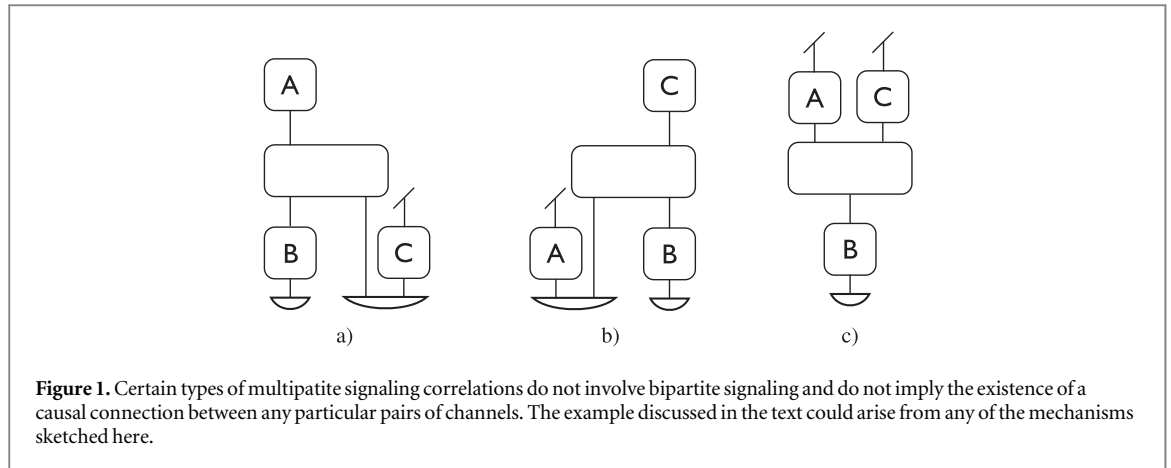 A
C
A
C
B
C
A
B
B
a)
b)
c)
Figure 1. Certain types of multipatite signaling correlations do not involve bipartite signaling and do not imply the existence of a
causal connection between any particular pairs of channels. The example discussed in the text could arise from any of the mechanisms
sketched here.